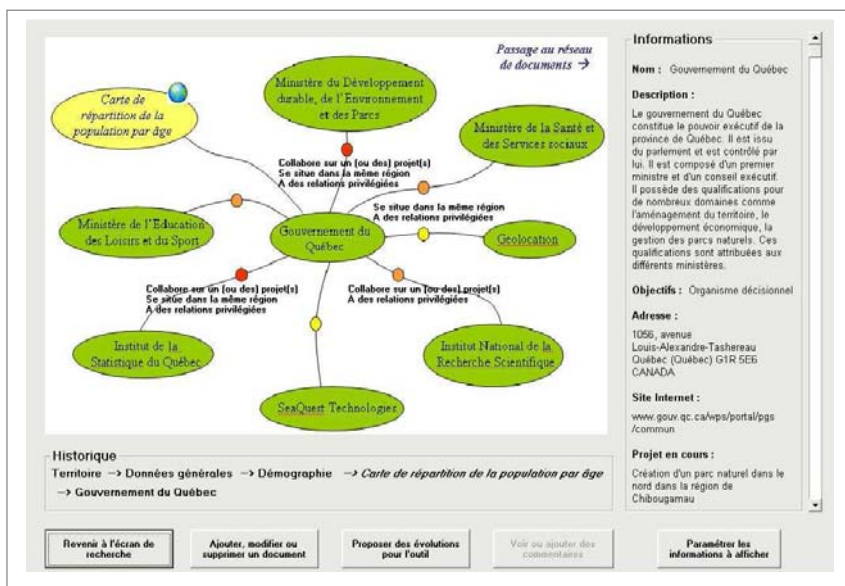 Passage au réseau
de documents →
Carte de
répartition de la
population par âge
Ministère du Développement
durable, de l'Environnement
et des Parcs
Ministère de la Santé et
des Services sociaux
Collabore sur un (ou des) projet(s)
Se situe dans la même région
A des relations privilégiées
Se situe dans la même région
A des relations privilégiées
Ministère de l'Education
des Loisirs et du Sport
Gouvernement du
Québec
Geolocation
Collabore sur un (ou des) projet(s)
Se situe dans la même région
A des relations privilégiées
Collabore sur un (ou des) projet(s)
A des relations privilégiées
Institut de la
Statistique du Québec
Institut National de la
Recherche Scientifique
SeaQuest Technologies
Historique
Territoire --> Données générales --> Démographie --> Carte de répartition de la population par âge
--> Gouvernement du Québec
Informations
Nom : Gouvernement du Québec
Description :
Le gouvernement du Québec
constitue le pouvoir exécutif de la
province de Québec. Il est issu
du parlement et est contrôlé par
lui. Il est composé d'un premier
ministre et d'un conseil exécutif.
Il possède des qualifications pour
de nombreux domaines comme
l'aménagement du territoire, le
développement économique, la
gestion des parcs naturels. Ces
qualifications sont attribuées aux
différents ministères.
Objectifs : Organisme décisionnel
Adresse :
1056, avenue
Louis-Alexandre-Tashereau
Québec (Québec) G1R 5E6
CANADA
Site Internet :
www.gouv.qc.ca/wps/portal/pgs
/commun
Projet en cours :
Création d'un parc naturel dans le
nord dans la région de
Chibougamau
Revenir à l'écran de
recherche
Ajouter, modifier ou
supprimer un document
Proposer des évolutions
pour l'outil
Voir ou ajouter des
commentaires
Paramétrer les
informations à afficher